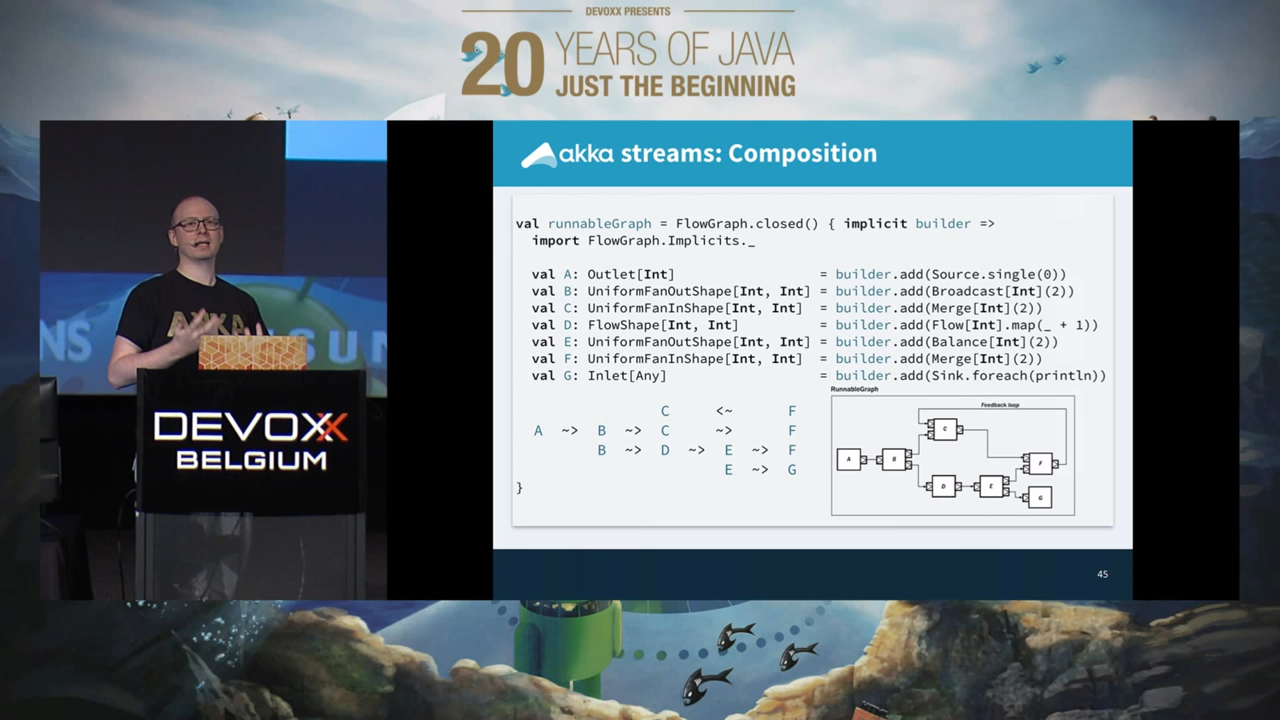 DEVOXX PRESENTS
20 YEARS OF JAVA
JUST THE BEGINNING
akka streams: Composition
val runnableGraph = FlowGraph.closed() { implicit builder =>
import FlowGraph.Implicits._
val A: Outlet[Int] = builder.add(Source.single(0))
val B: UniformFanOutShape[Int, Int] = builder.add(Broadcast[Int](2))
val C: UniformFanInShape[Int, Int] = builder.add(Merge[Int](2))
val D: FlowShape[Int, Int] = builder.add(Flow[Int].map(_ + 1))
val E: UniformFanOutShape[Int, Int] = builder.add(Balance[Int](2))
val F: UniformFanInShape[Int, Int] = builder.add(Merge[Int](2))
val G: Inlet[Any] = builder.add(Sink.foreach(println))
C <~ F
A ~> B ~> C ~> F
B ~> D ~> E ~> F
E ~> G
}
RunnableGraph
Feedback loop
C
A B F
D E G
45
AKKA
NS
SUN
DEVOXX
BELGIUM